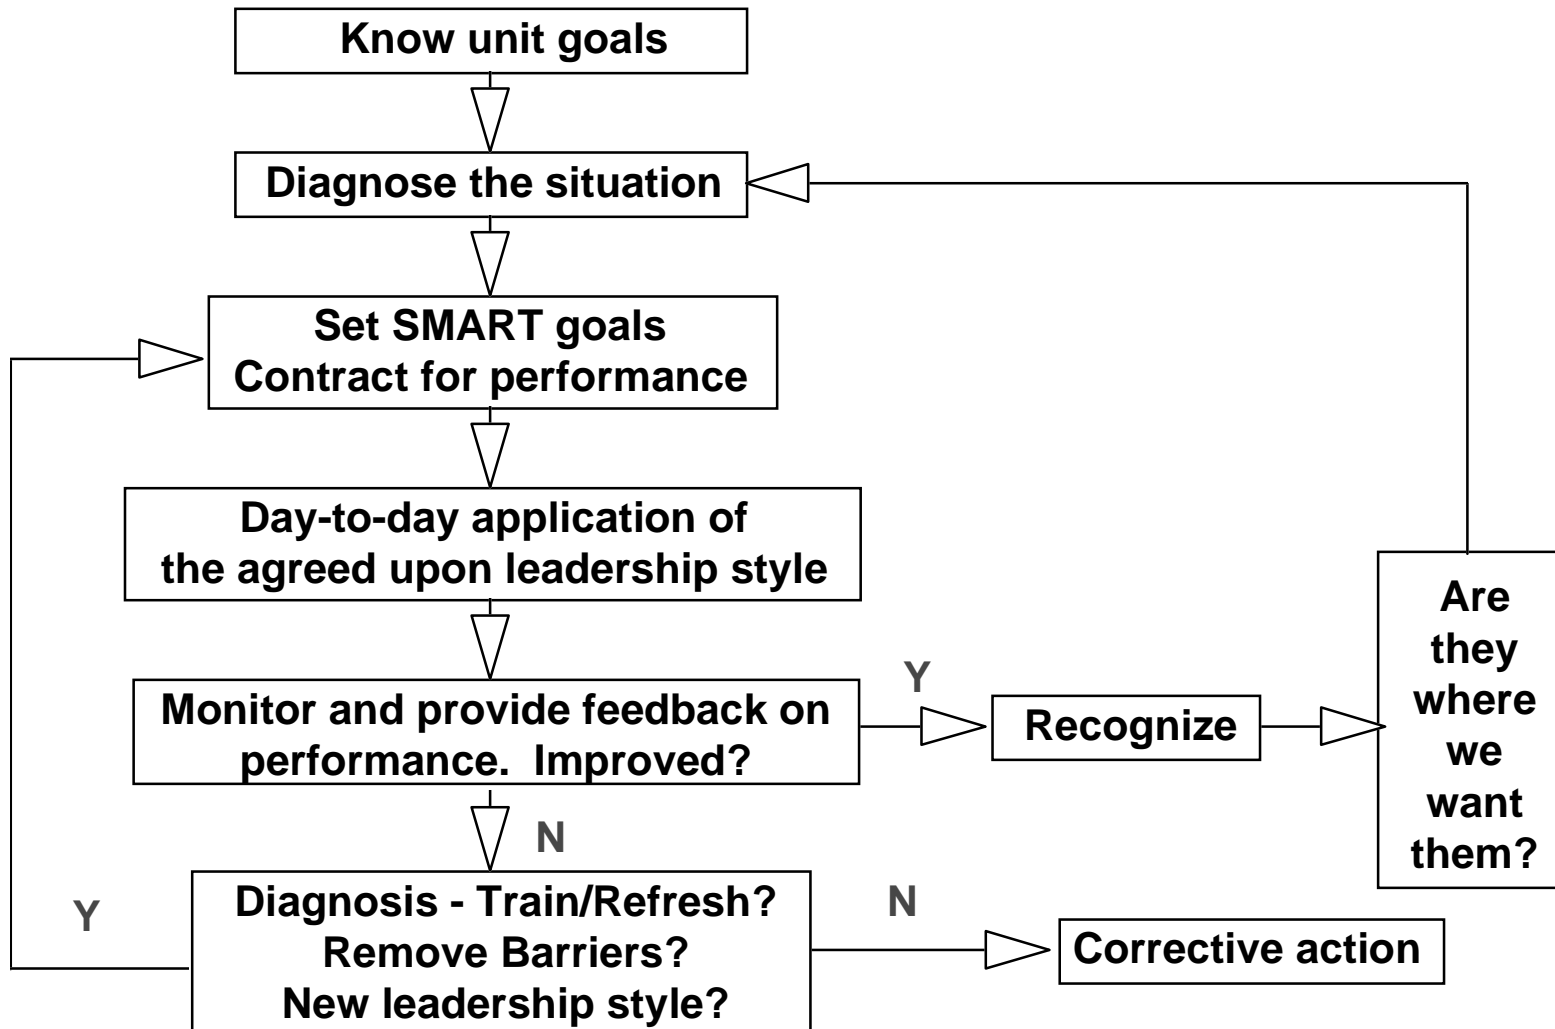 Know unit goals
Diagnose the situation
Set SMART goals
Contract for performance
Day-to-day application of
the agreed upon leadership style
Monitor and provide feedback on
performance.  Improved?
Y
Recognize
Are
they
where
we
want
them?
N
Diagnosis - Train/Refresh?
Remove Barriers?
New leadership style?
Y
N
Corrective action